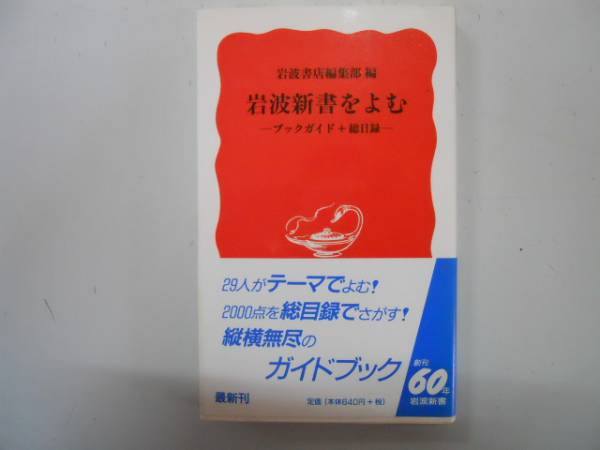 岩波書店編集部 編
岩波新書をよむ
—ブックガイド+総目録—
29人がテーマでよむ!
2000点を総目録でさがす!
縦横無尽の
ガイドブック
創刊
60年
岩波新書
最新刊
定価(本体640円+税)